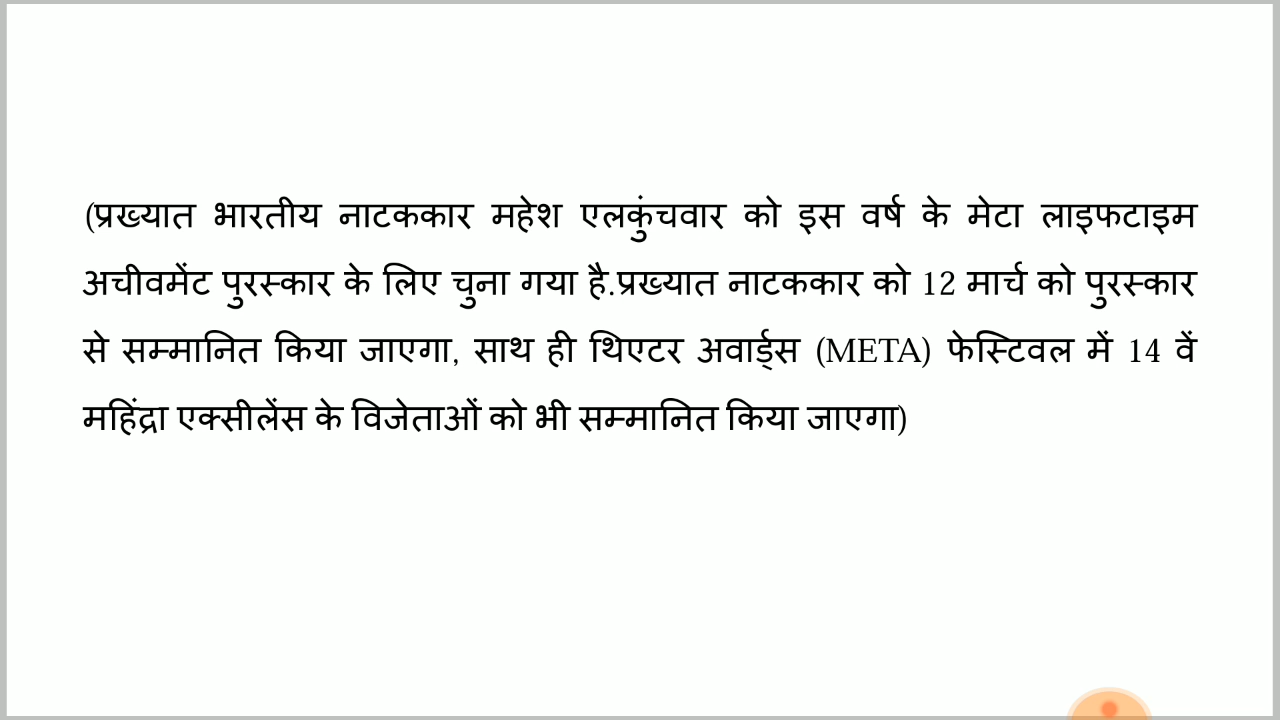 (प्रख्यात भारतीय नाटककार महेश एलकुंचवार को इस वर्ष के मेटा लाइफटाइम
अचीवमेंट पुरस्कार के लिए चुना गया है.प्रख्यात नाटककार को 12 मार्च को पुरस्कार
से सम्मानित किया जाएगा, साथ ही थिएटर अवार्ड्स (META) फेस्टिवल में 14 वें
महिंद्रा एक्सीलेंस के विजेताओं को भी सम्मानित किया जाएगा)